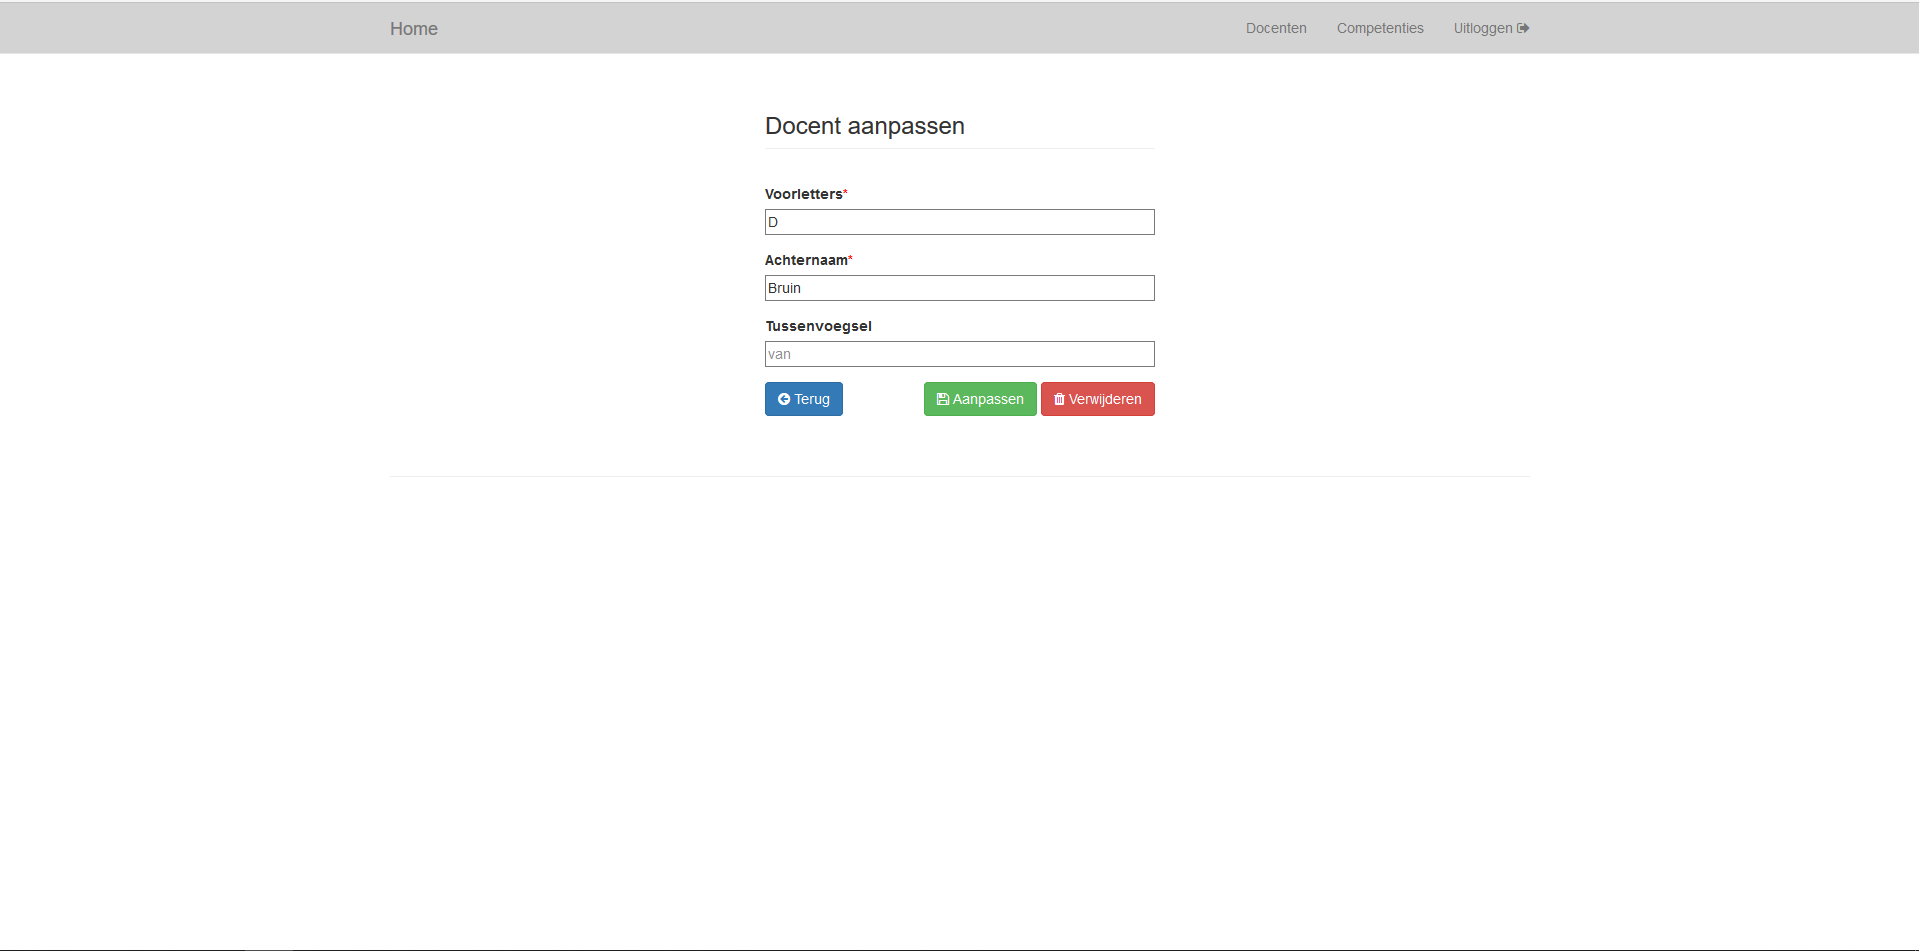 Home Docenten Competenties Uitloggen
Docent aanpassen
Voorletters*
D
Achternaam*
Bruin
Tussenvoegsel
van
Terug Aanpassen Verwijderen